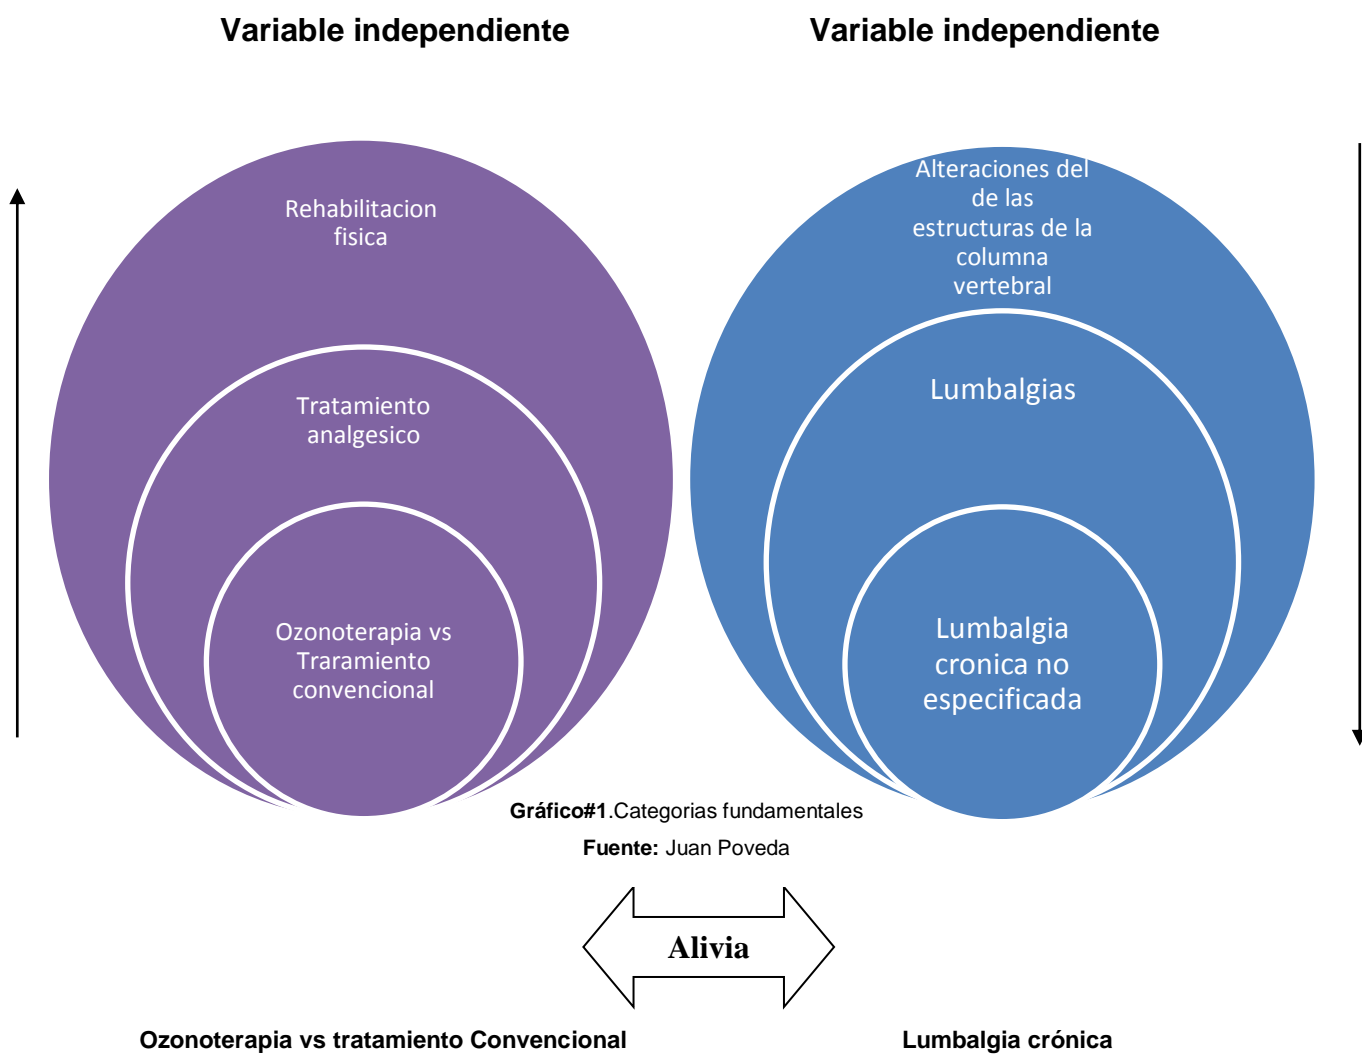 Variable independiente
Variable independiente
Rehabilitacion
fisica
Tratamiento
analgesico
Ozonoterapia vs
Traramiento
convencional
Alteraciones del
de las
estructuras de la
columna
vertebral
Lumbalgias
Lumbalgia
cronica no
especificada
Gráfico#1.Categorias fundamentales
Fuente: Juan Poveda
Alivia
Ozonoterapia vs tratamiento Convencional
Lumbalgia crónica